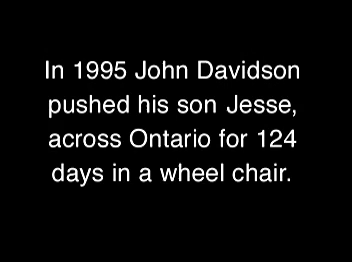 In 1995 John Davidson
pushed his son Jesse,
across Ontario for 124
days in a wheel chair.